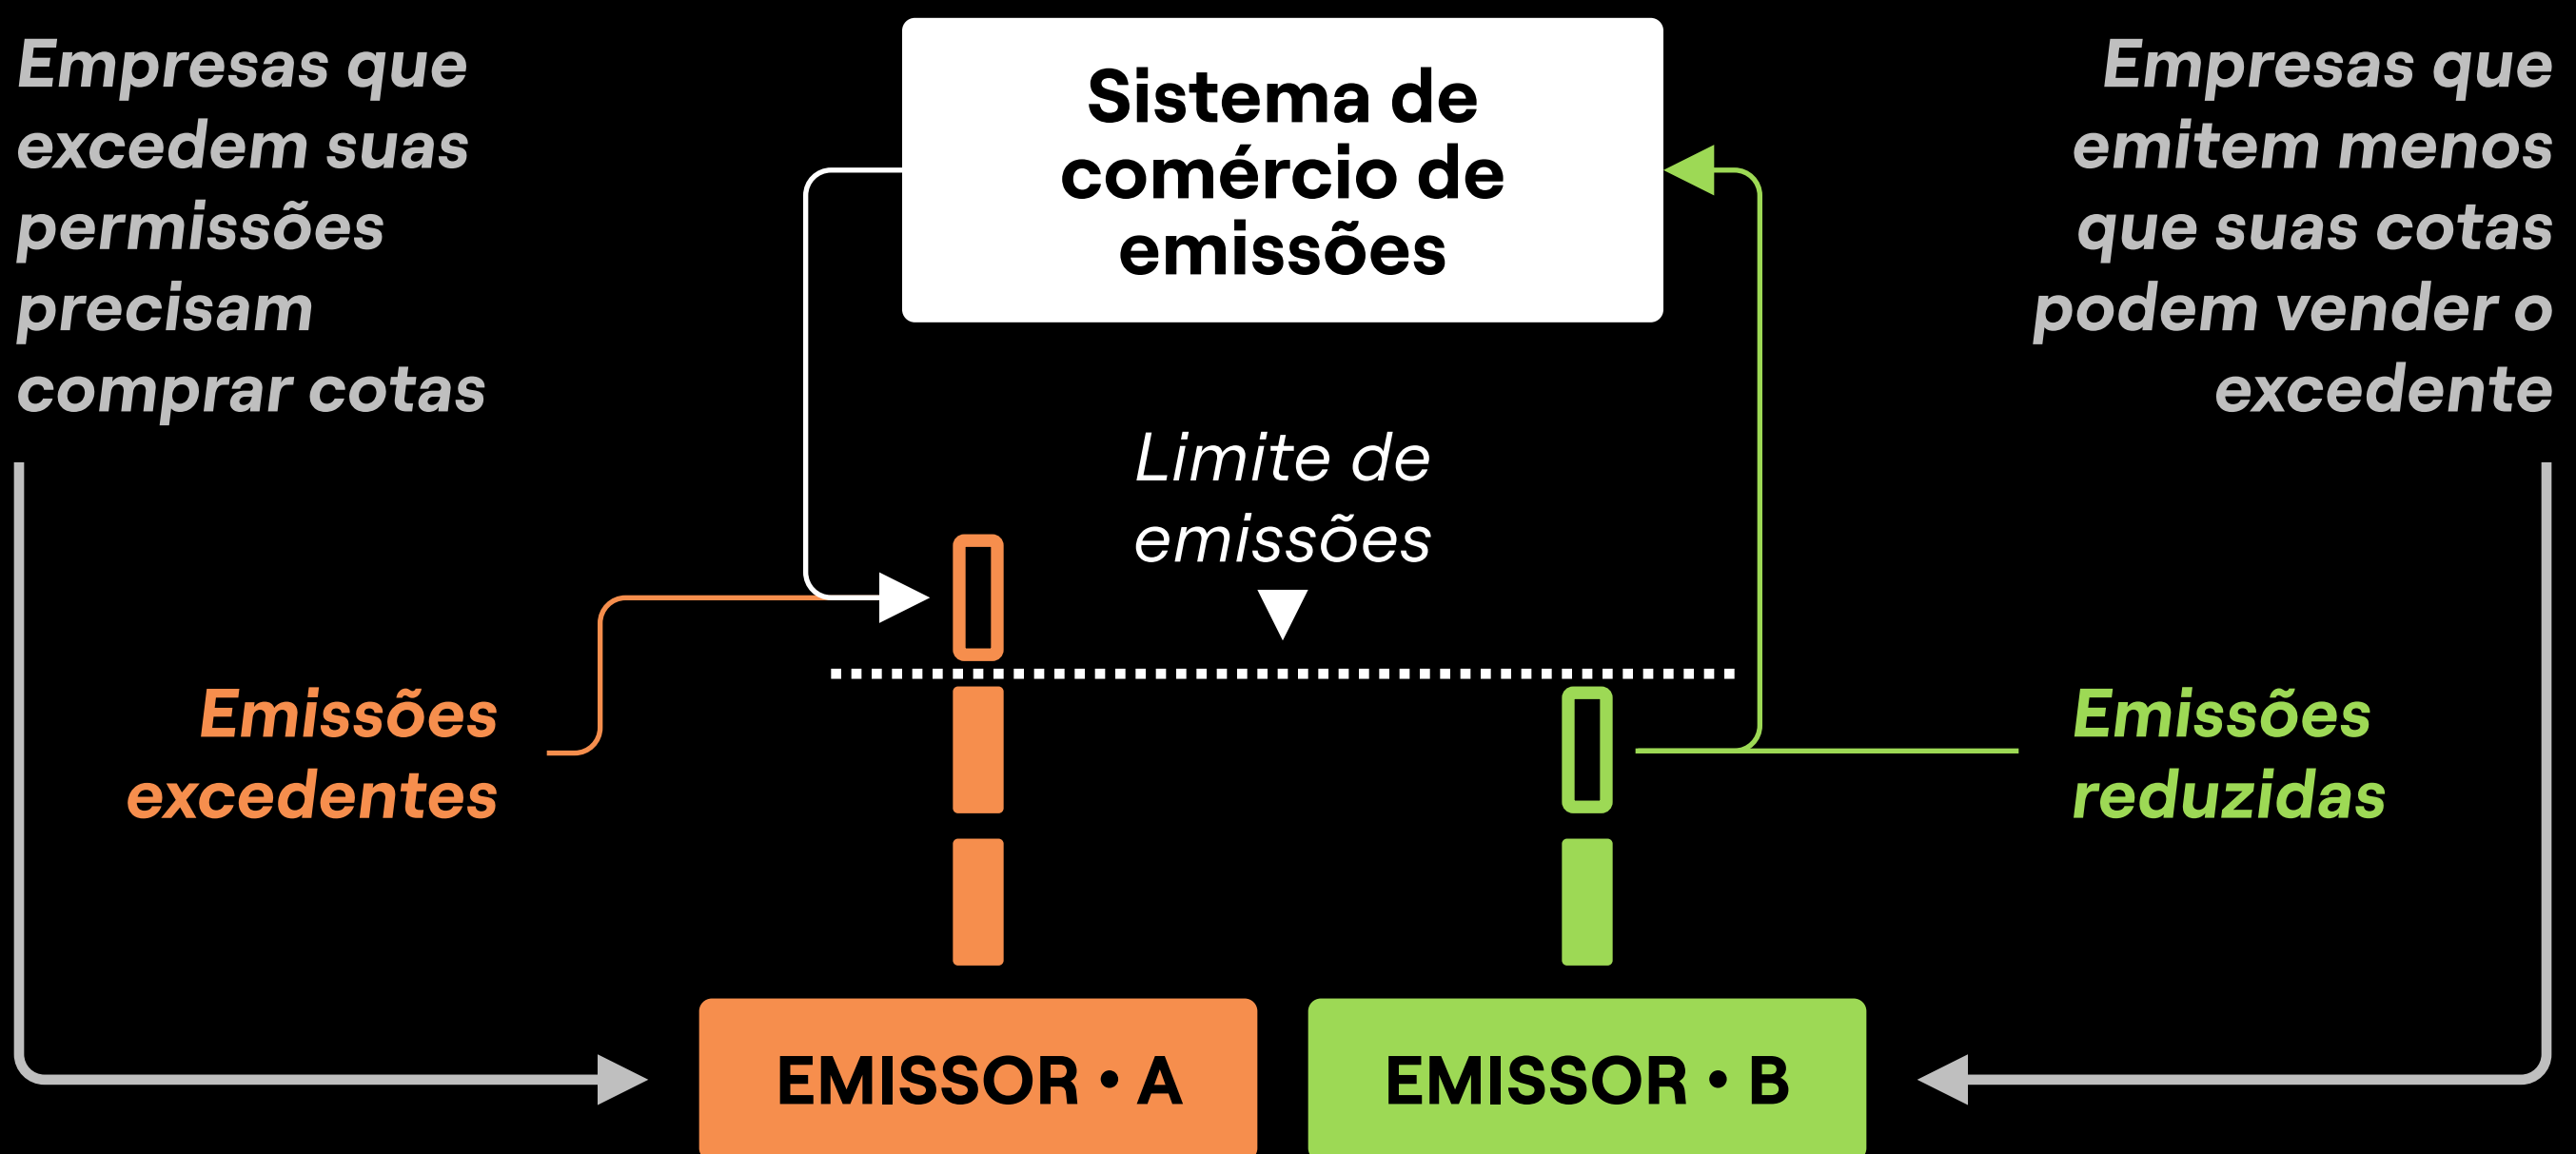 Empresas que
excedem suas
permissões
precisam
comprar cotas
Sistema de
comércio de
emissões
Empresas que
emitem menos
que suas cotas
podem vender o
excedente
Limite de
emissões
Emissões
excedentes
Emissões
reduzidas
EMISSOR • A
EMISSOR • B